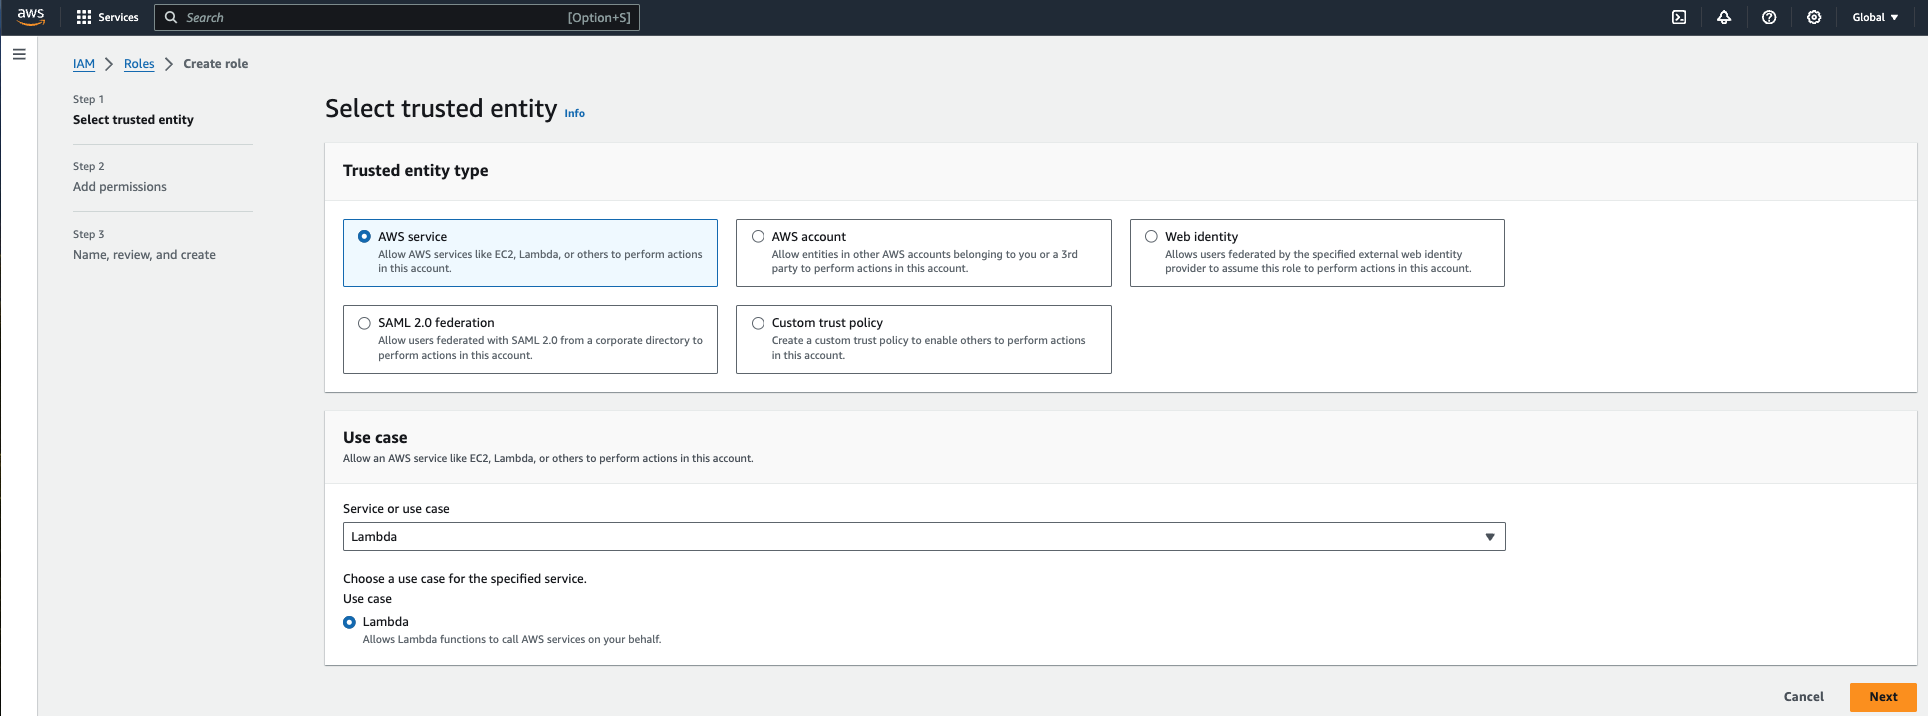 aws
Services
Search
[Option+S]
Global
IAM
Roles
Create role
Step 1
Select trusted entity
Step 2
Add permissions
Step 3
Name, review, and create
Select trusted entity Info
Trusted entity type
AWS service
Allow AWS services like EC2, Lambda, or others to perform actions
in this account.
AWS account
Allow entities in other AWS accounts belonging to you or a 3rd
party to perform actions in this account.
Web identity
Allows users federated by the specified external web identity
provider to assume this role to perform actions in this account.
SAML 2.0 federation
Allow users federated with SAML 2.0 from a corporate directory to
perform actions in this account.
Custom trust policy
Create a custom trust policy to enable others to perform actions
in this account.
Use case
Allow an AWS service like EC2, Lambda, or others to perform actions in this account.
Service or use case
Lambda
Choose a use case for the specified service.
Use case
Lambda
Allows Lambda functions to call AWS services on your behalf.
Cancel
Next